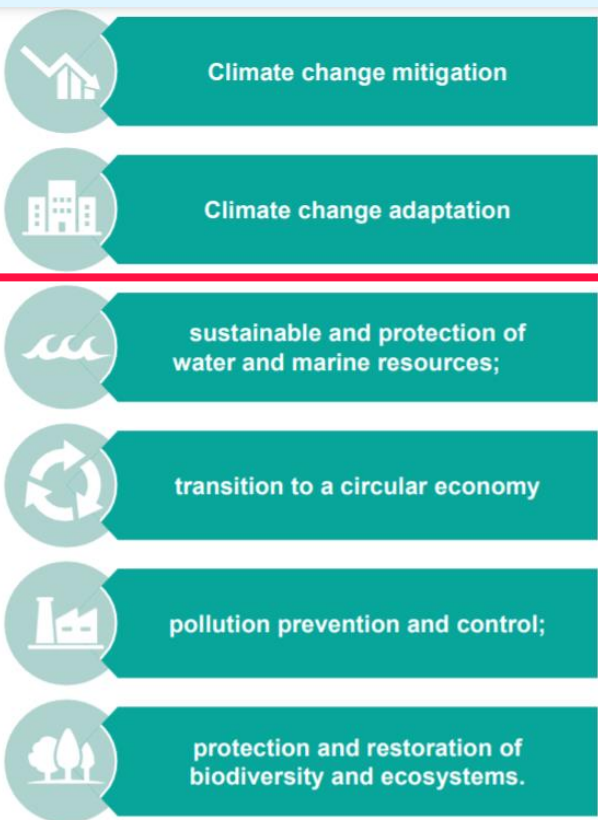 Climate change mitigation
Climate change adaptation
sustainable and protection of
water and marine resources;
transition to a circular economy
pollution prevention and control;
protection and restoration of
biodiversity and ecosystems.